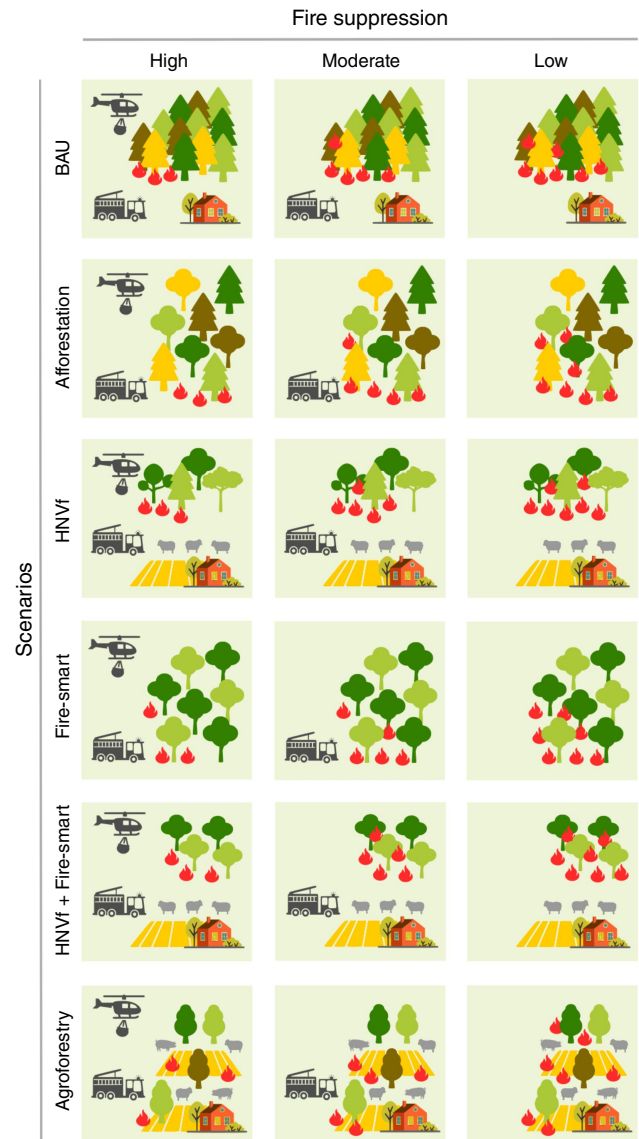 Fire suppression
High Moderate Low
Scenarios
BAU
Afforestation
HNVf
Fire-smart
HNVf + Fire-smart
Agroforestry